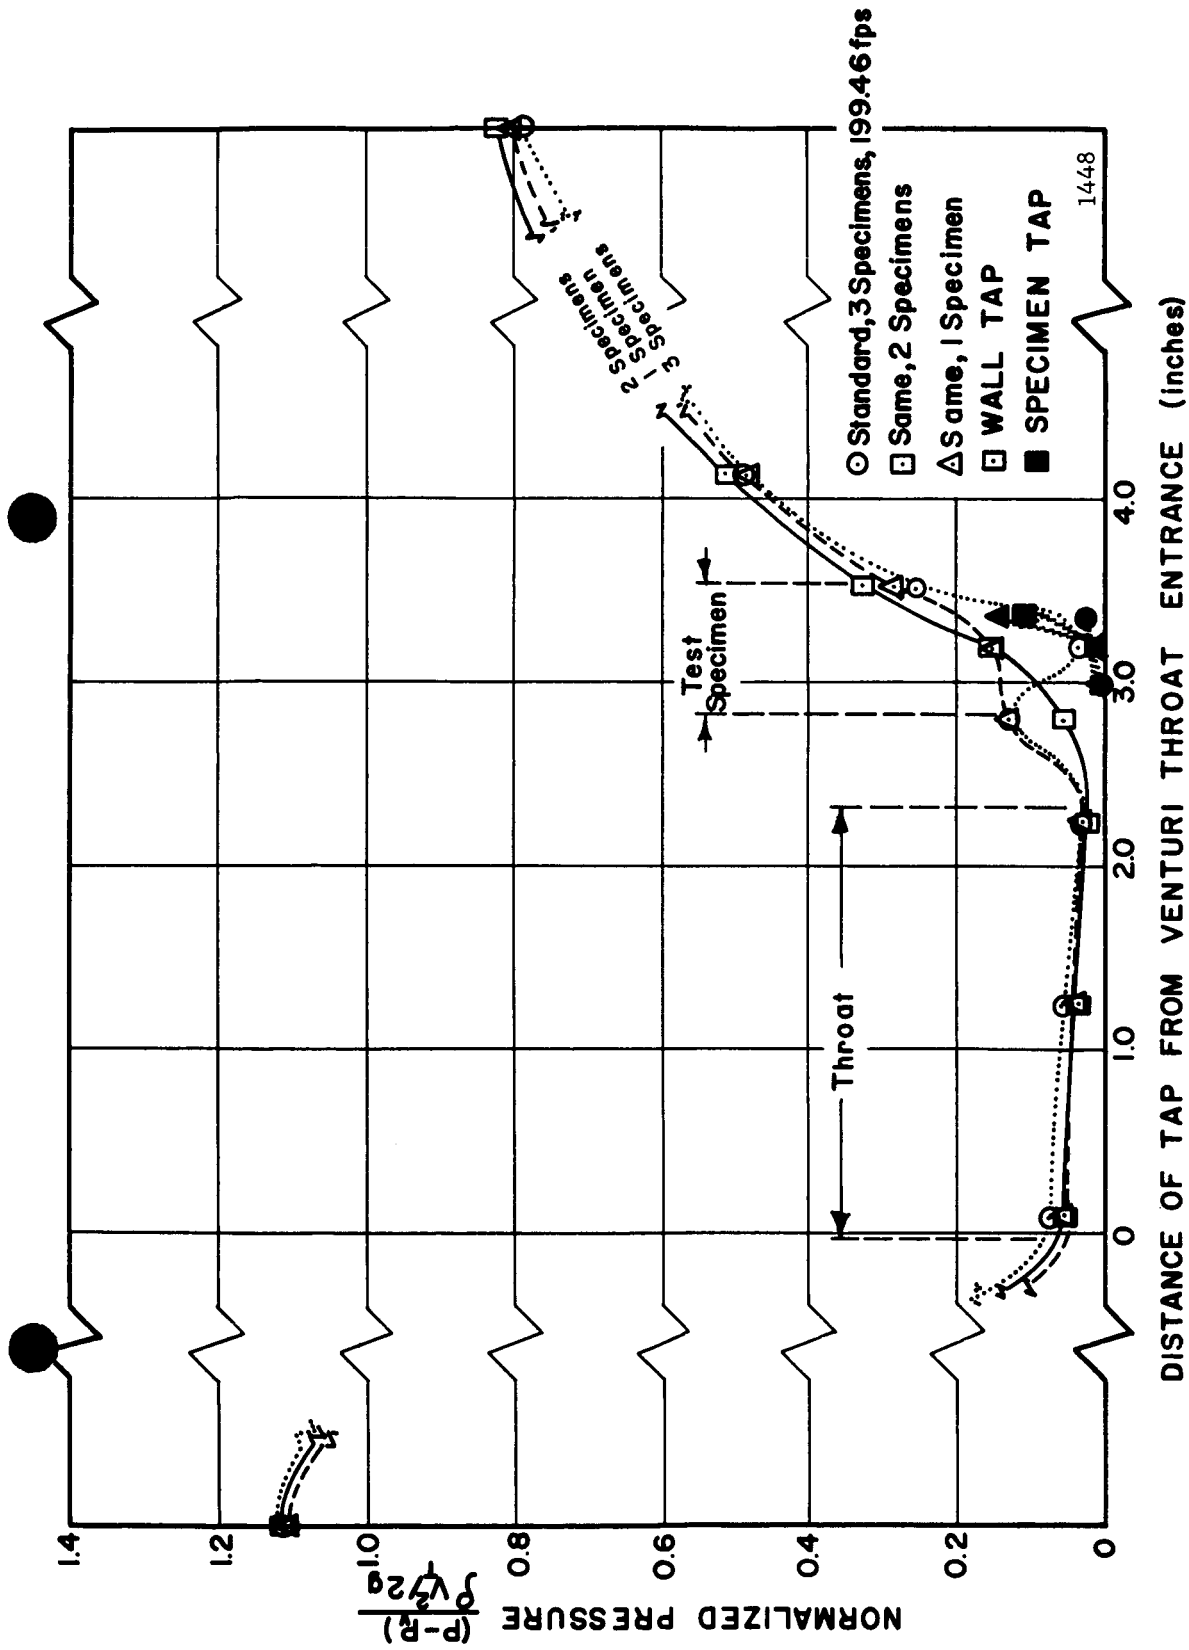 NORMALIZED PRESSURE (P-Pv)
ρ V²T/2g
1.4
1.2
1.0
0.8
0.6
0.4
0.2
0
0
1.0
2.0
3.0
4.0
Throat
Test
Specimen
2 Specimens
1 Specimen
3 Specimens
Standard, 3 Specimens, 199.46 fps
Same, 2 Specimens
Same, 1 Specimen
WALL TAP
SPECIMEN TAP
1448
DISTANCE OF TAP FROM VENTURI THROAT ENTRANCE (inches)